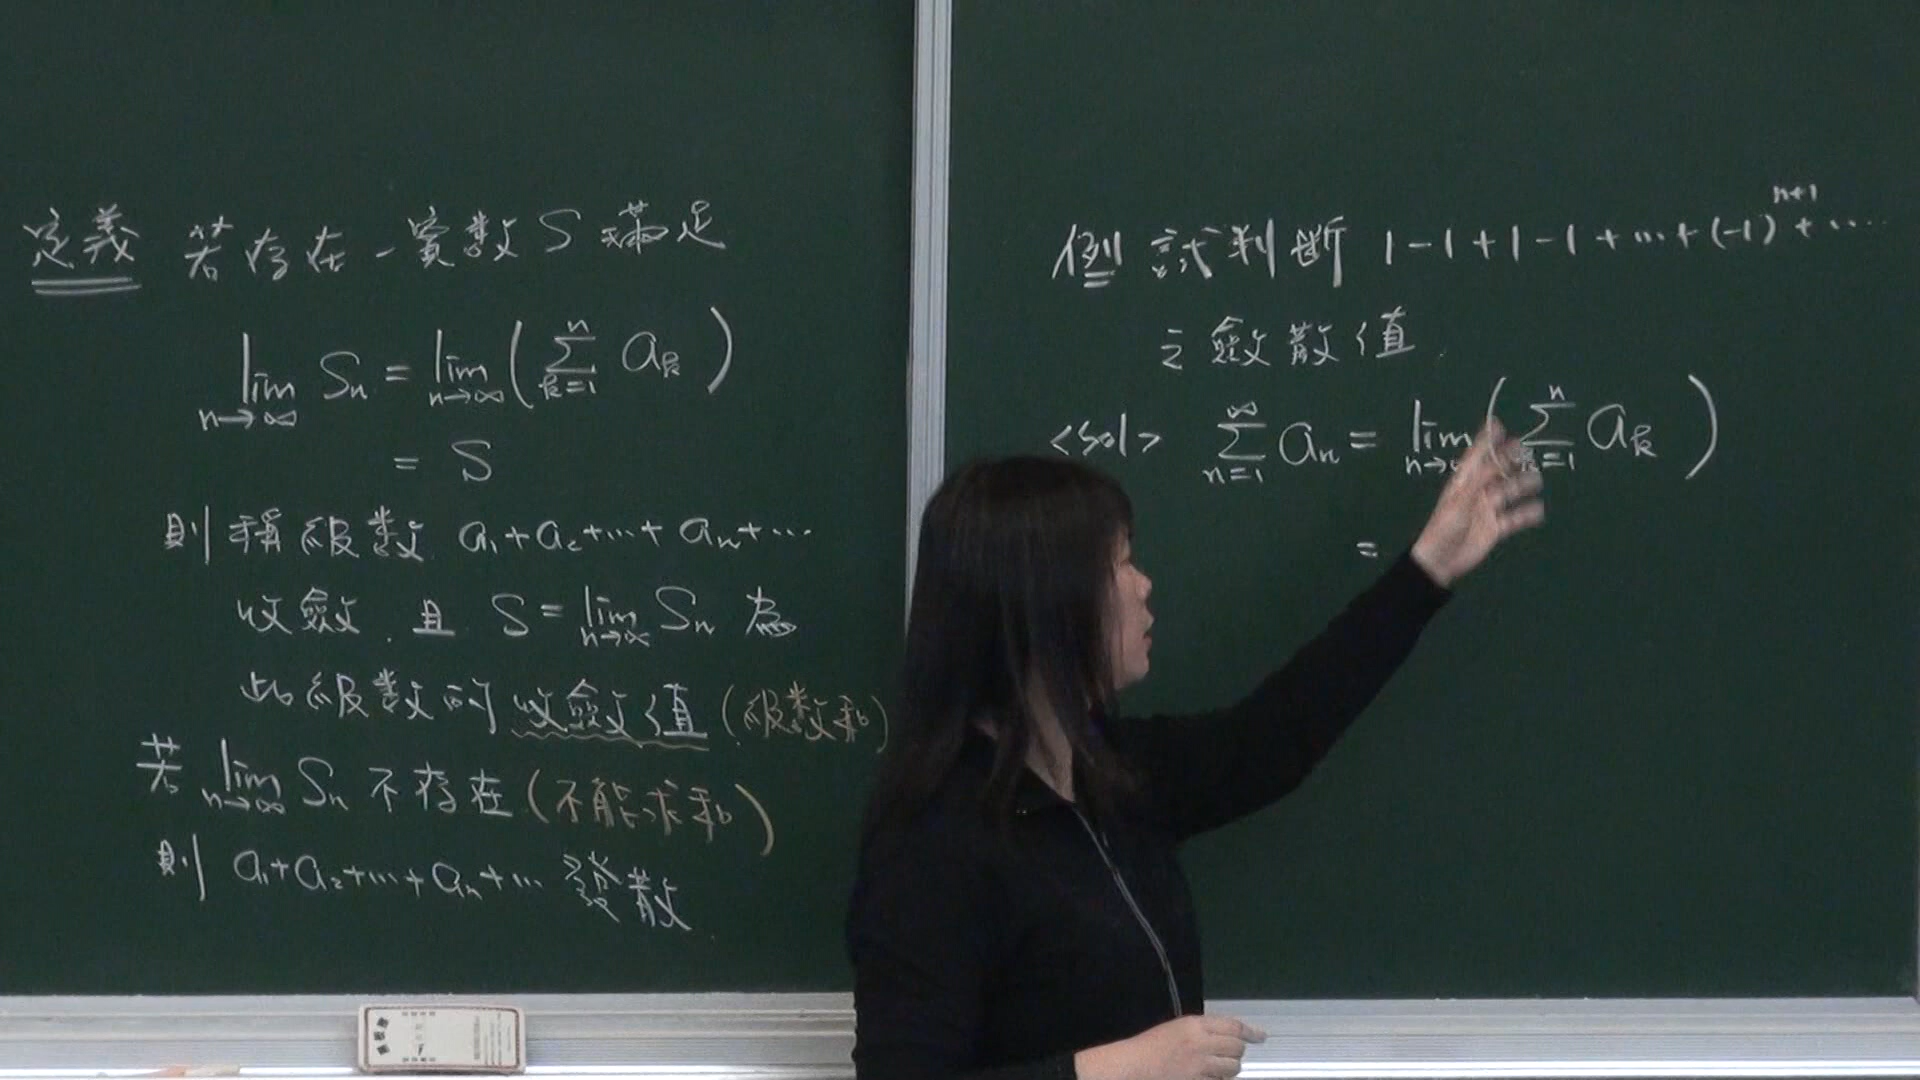 定義 若存在一實數 S 滿足
lim n→∞ Sn = lim n→∞ ( ∑ k=1 n ak )
= S
則稱級數 a₁+a₂+…+an+…
收斂,且 S = lim n→∞ Sn 為
此級數的收斂值 (級數和)
若 lim n→∞ Sn 不存在 (不能求和)
則 a₁+a₂+…+an+… 發散
例 試判斷 1-1+1-1+…+(-1)^{n+1}+…
之斂散值.
<sol> ∑ n=1 ∞ an = lim n→∞ ( ∑ k=1 n ak )
=